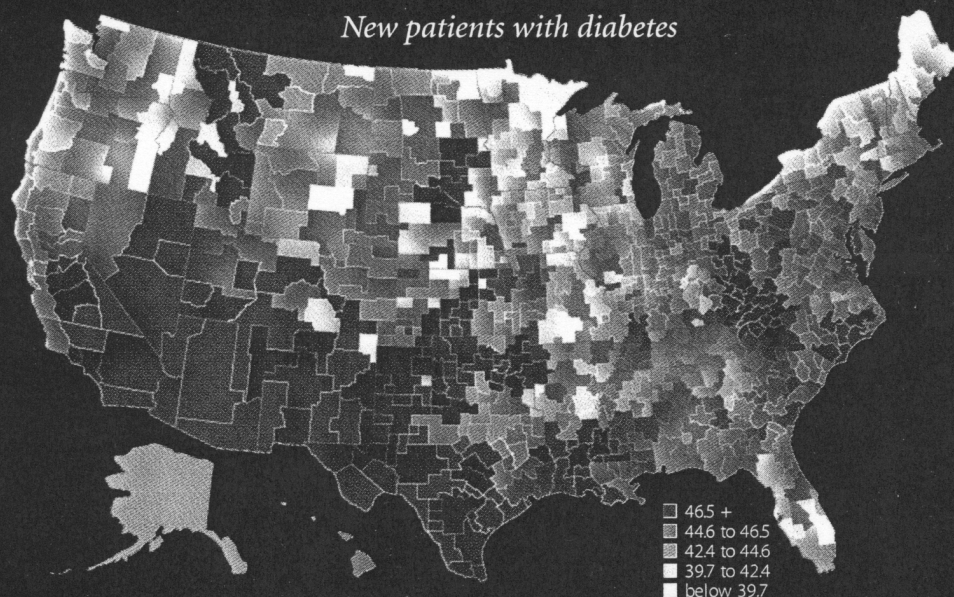 New patients with diabetes
46.5 +
44.6 to 46.5
42.4 to 44.6
39.7 to 42.4
below 39.7